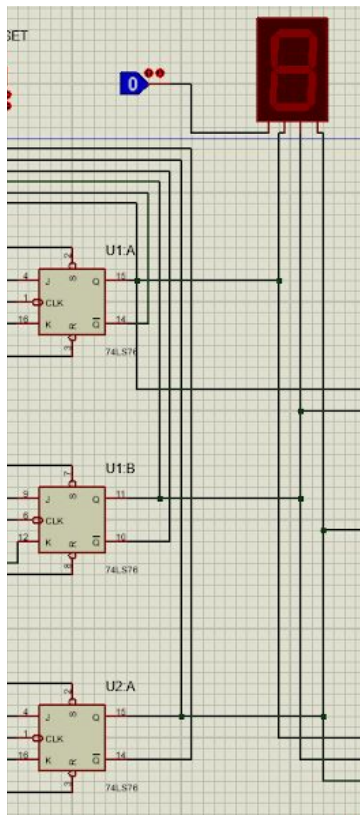 SET
0
U1:A
2
4 J S Q 15
1 CLK
16 K R Q 14
3
74LS76
U1:B
7
9 J S Q 11
6 CLK
12 K R Q 10
8
74LS76
U2:A
2
4 J S Q 15
1 CLK
16 K R Q 14
3
74LS76